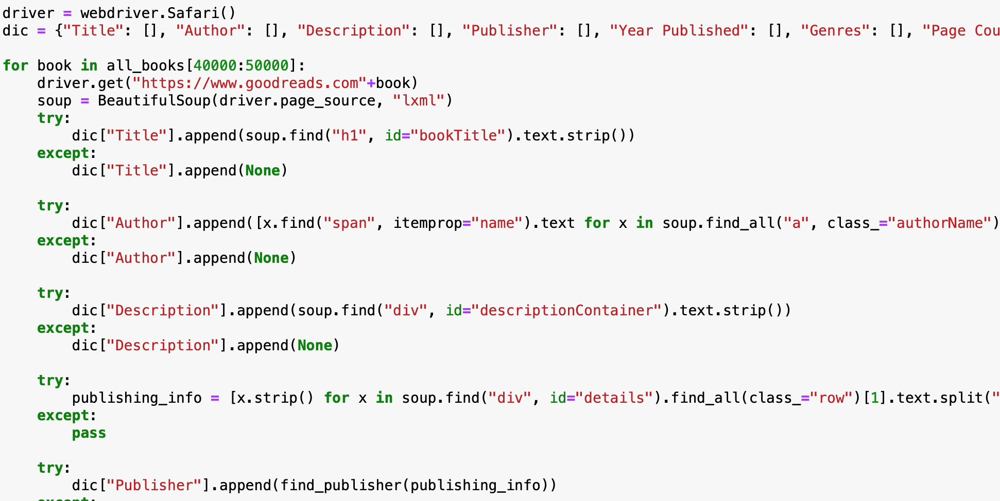 driver = webdriver.Safari()
dic = {"Title": [], "Author": [], "Description": [], "Publisher": [], "Year Published": [], "Genres": [], "Page Cou
for book in all_books[40000:50000]:
    driver.get("https://www.goodreads.com"+book)
    soup = BeautifulSoup(driver.page_source, "lxml")
    try:
        dic["Title"].append(soup.find("h1", id="bookTitle").text.strip())
    except:
        dic["Title"].append(None)
    try:
        dic["Author"].append([x.find("span", itemprop="name").text for x in soup.find_all("a", class_="authorName")
    except:
        dic["Author"].append(None)
    try:
        dic["Description"].append(soup.find("div", id="descriptionContainer").text.strip())
    except:
        dic["Description"].append(None)
    try:
        publishing_info = [x.strip() for x in soup.find("div", id="details").find_all(class_="row")[1].text.split("
    except:
        pass
    try:
        dic["Publisher"].append(find_publisher(publishing_info))
    except: